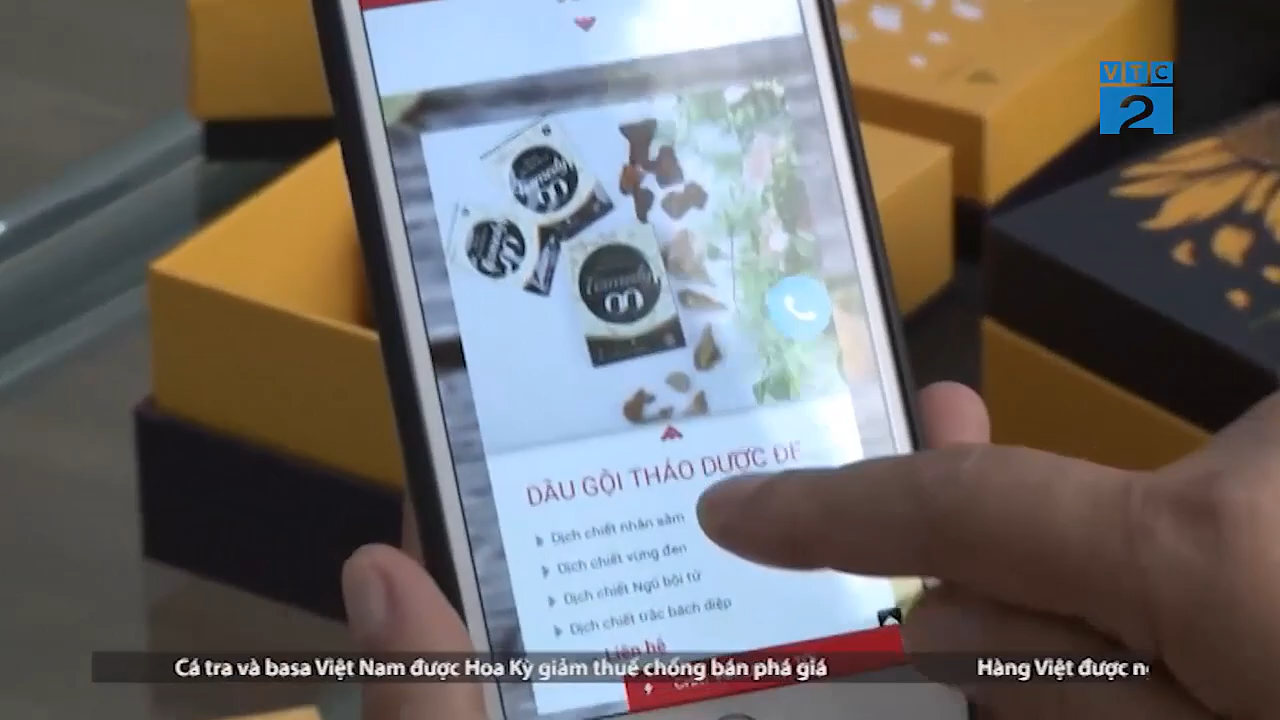 VTC
2
DẦU GỘI THẢO DƯỢC
Dịch chiết nhân sâm
Dịch chiết vừng đen
Dịch chiết Ngũ bội tử
Dịch chiết trắc bách diệp
Liên hệ
Cá tra và basa Việt Nam được Hoa Kỳ giảm thuế chống bán phá giá
Hàng Việt được